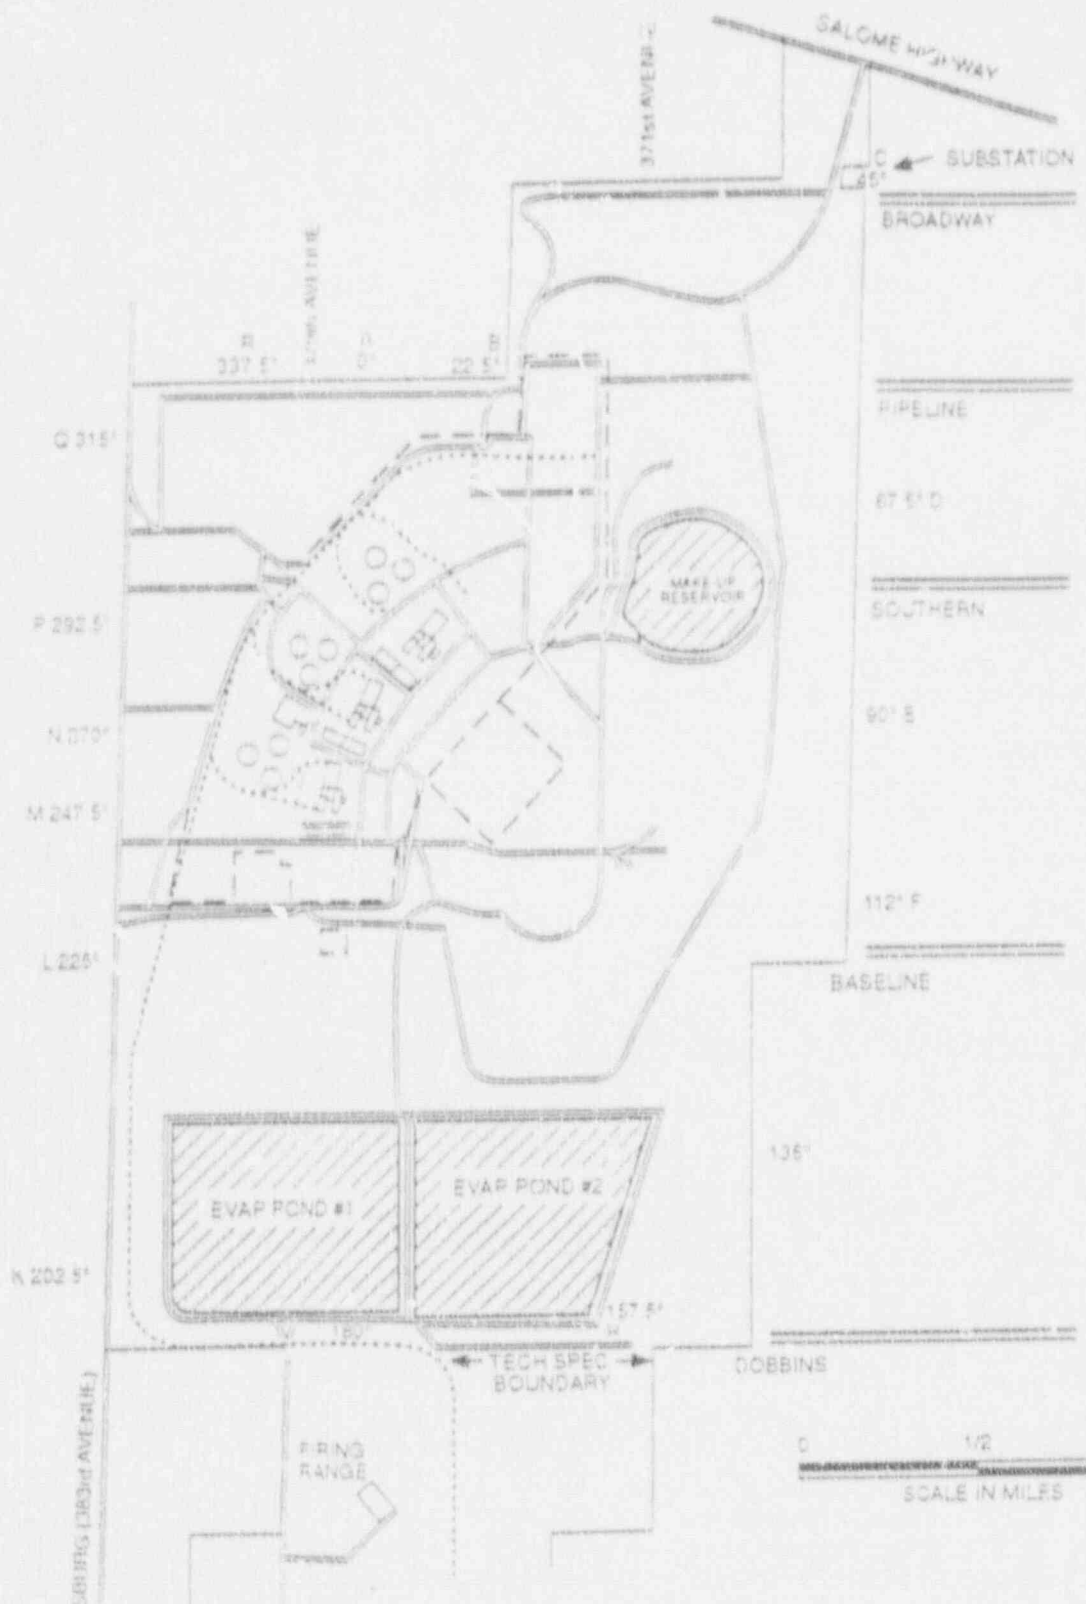 SALOME HIGHWAY
371st AVENUE
C
SUBSTATION
45°
BROADWAY
R
337.5°
0°
22.5° B
PIPELINE
Q 315°
67.5° D
MAKE-UP
RESERVOIR
SOUTHERN
P 292.5°
90° E
N 270°
M 247.5°
112° F
L 225°
BASELINE
135°
EVAP POND #1
EVAP POND #2
K 202.5°
157.5°
180
H
TECH SPEC
BOUNDARY
DOBBINS
FIRING
RANGE
0 1/2
SCALE IN MILES
(383rd AVENUE)